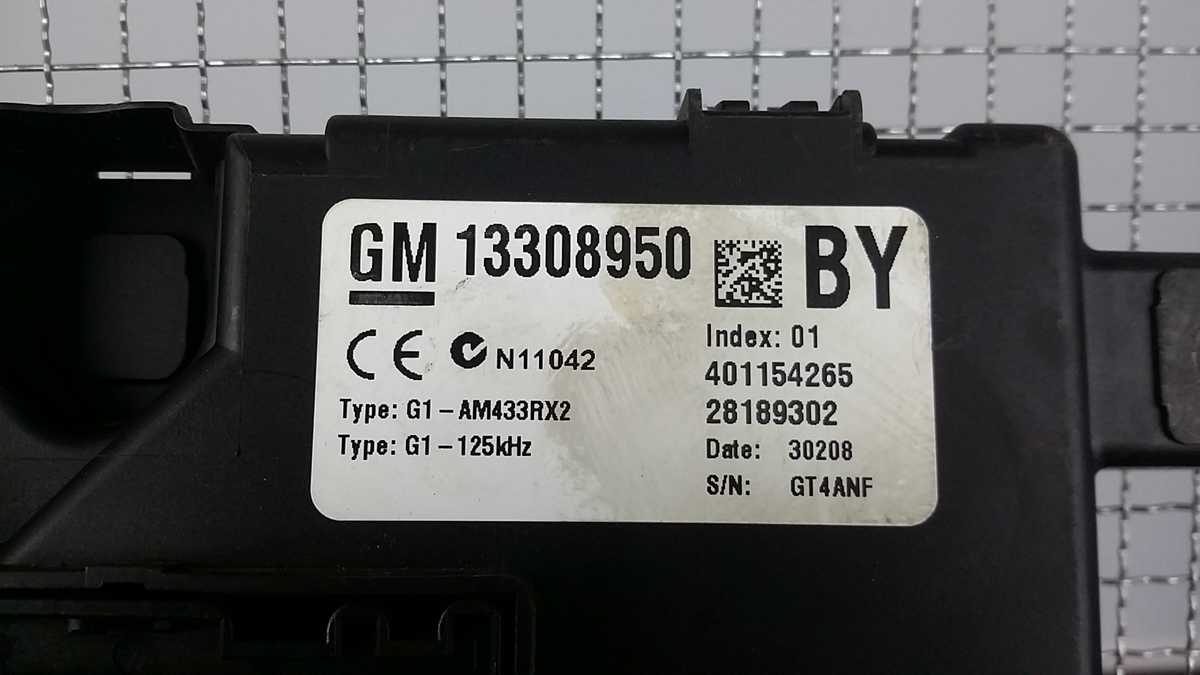 GM 13308950 BY
CE N11042
Type: G1-AM433RX2
Type: G1-125kHz
Index: 01
401154265
28189302
Date: 30208
S/N: GT4ANF